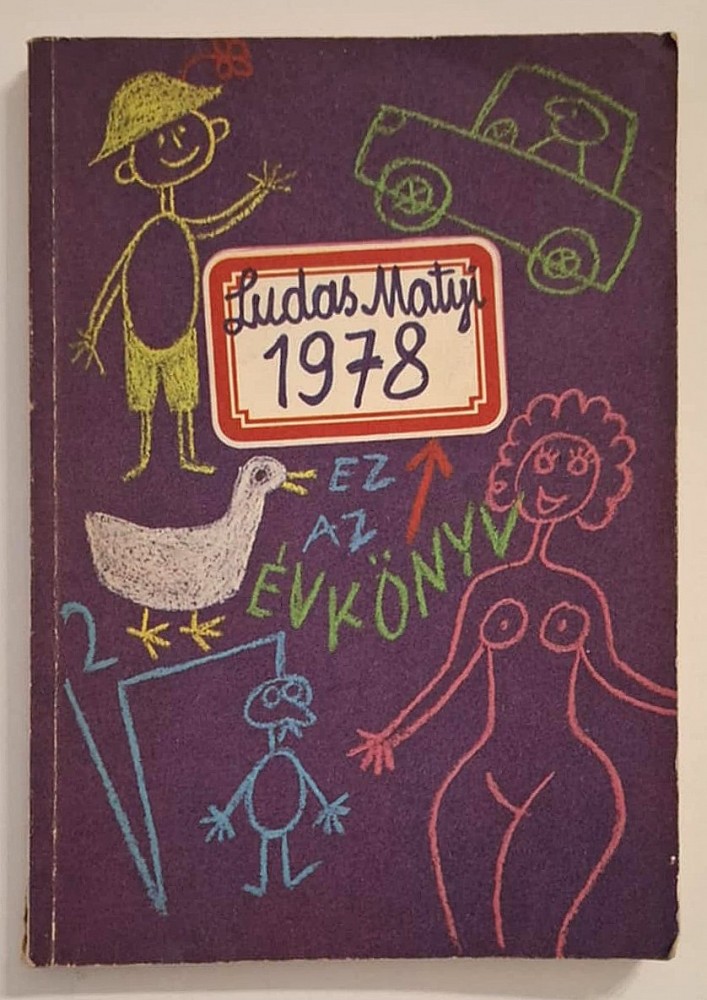 Ludas Matyi
1978
EZ
AZ
ÉVKÖNYV
2